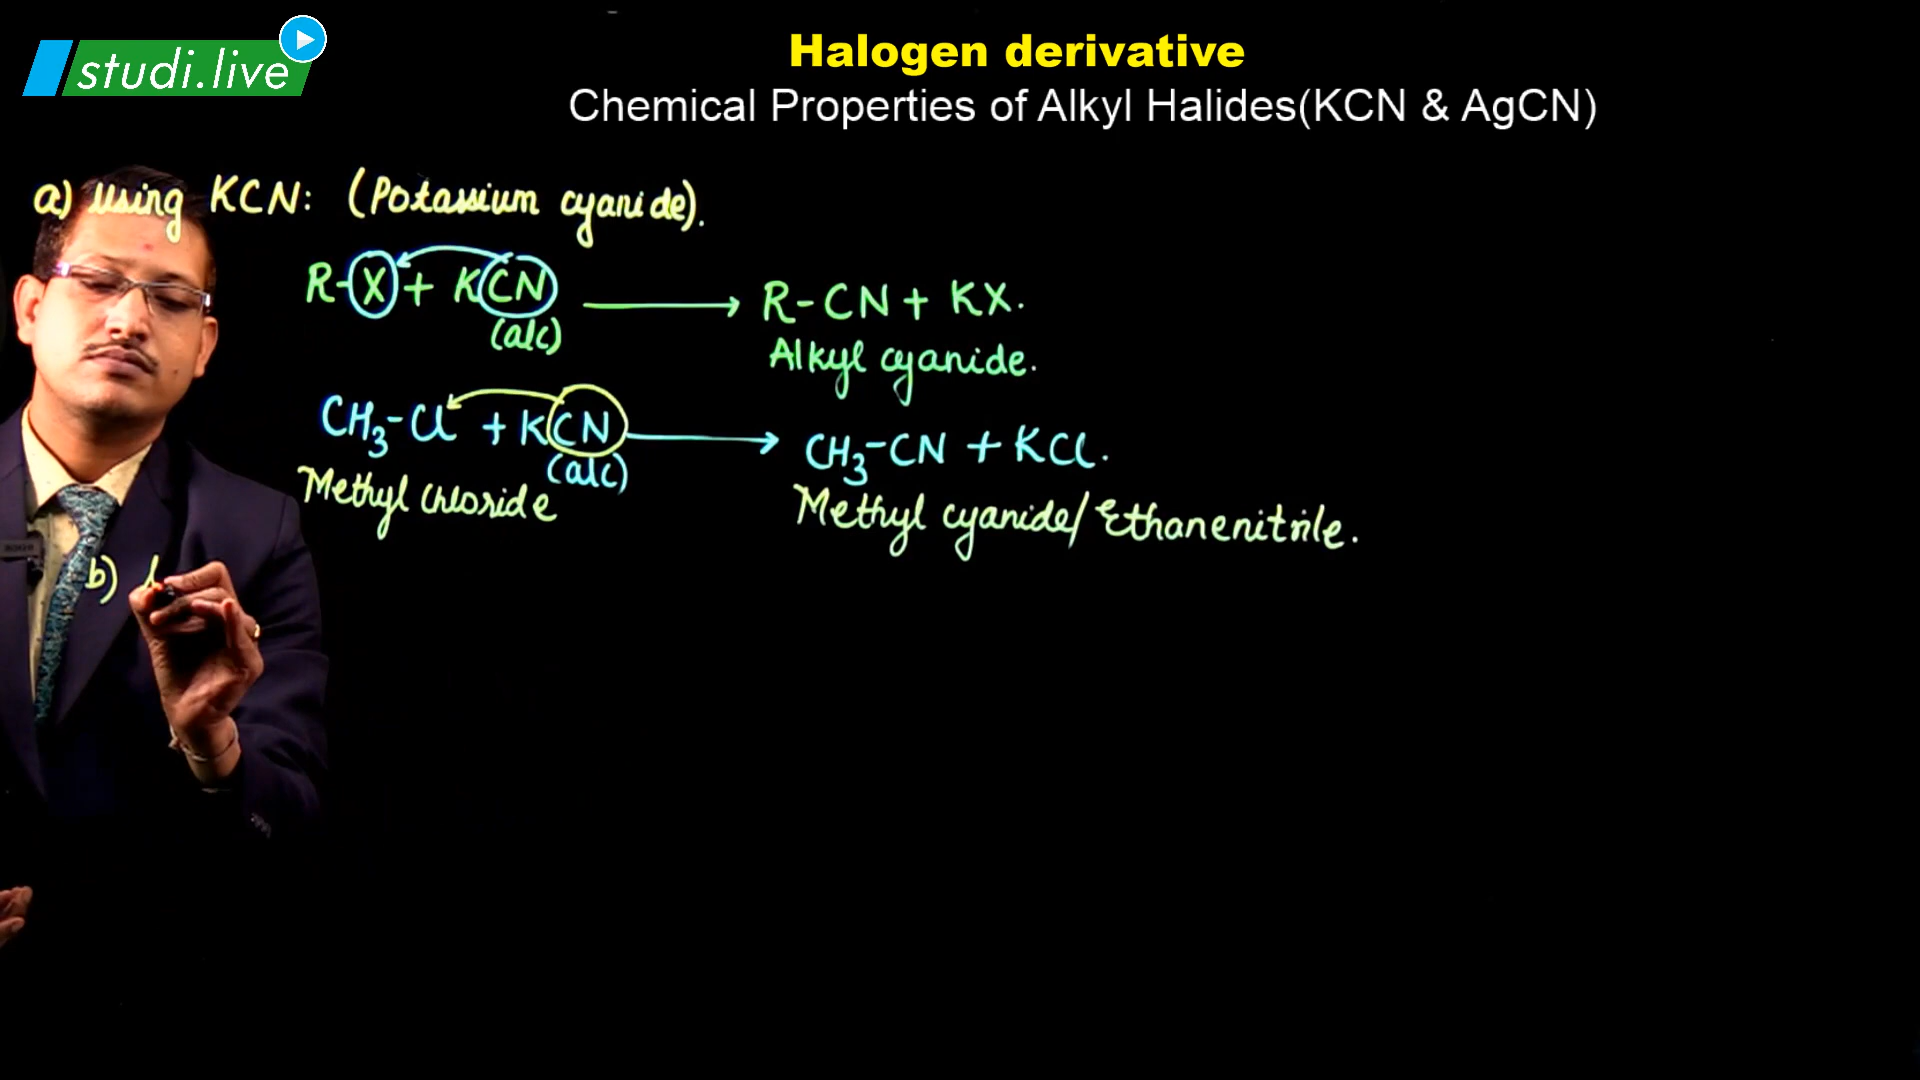 studi.live
Halogen derivative
Chemical Properties of Alkyl Halides(KCN & AgCN)
a) Using KCN: (Potassium cyanide).
R-X + KCN ⟶ R-CN + KX.
(alc)
Alkyl cyanide.
CH₃-Cl + KCN ⟶ CH₃-CN + KCl.
(alc)
Methyl chloride
Methyl cyanide/Ethanenitrile.
b)